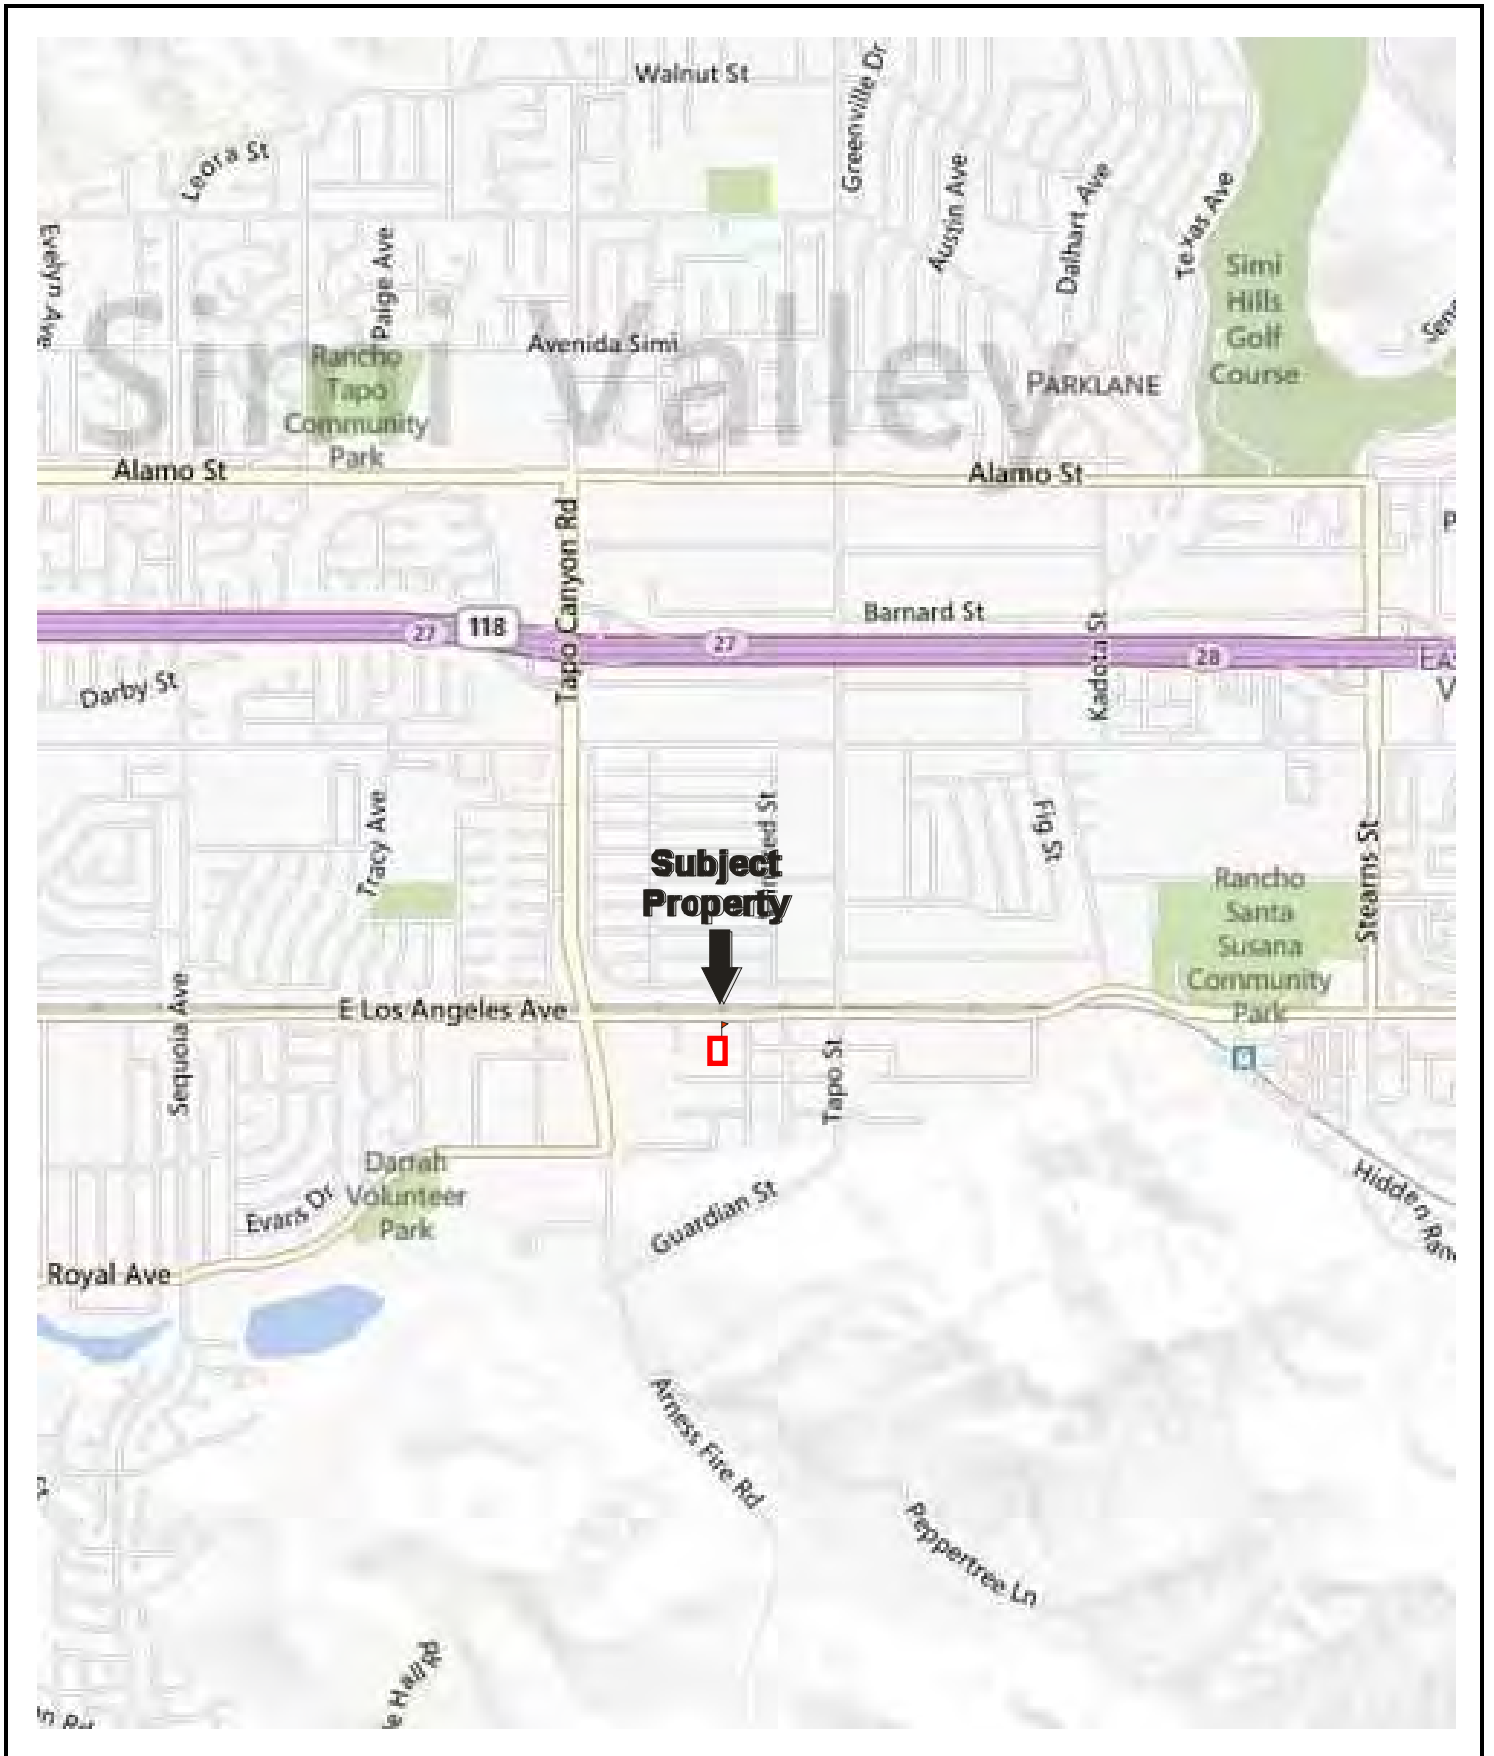 Walnut St
Greenville Dr
Leora St
Austin Ave
Dalhart Ave
Texas Ave
Evelyn Ave
Paige Ave
Simi
Hills
Golf
Course
Simi Valley
Avenida Simi
Rancho
Tapo
Community
Park
PARKLANE
Alamo St
Alamo St
Tapo Canyon Rd
Barnard St
118
27
27
28
Kadota St
Darby St
Tracy Ave
Fig St
Stearns St
Subject
Property
Rancho
Santa
Susana
Community
Park
Sequoia Ave
E Los Angeles Ave
Tapo St
Darrah
Volunteer
Park
Evans Dr
Guardian St
Hidden Ran
Royal Ave
Arness Fire Rd
Peppertree Ln